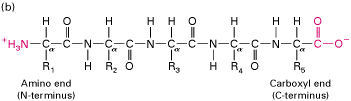 (b)
H O H H H O H H H O
⁺H₃N C α C N C α C N C α C N C α C N C α C O⁻
R₁ H R₂ O R₃ H R₄ O R₅
Amino end Carboxyl end
(N-terminus) (C-terminus)